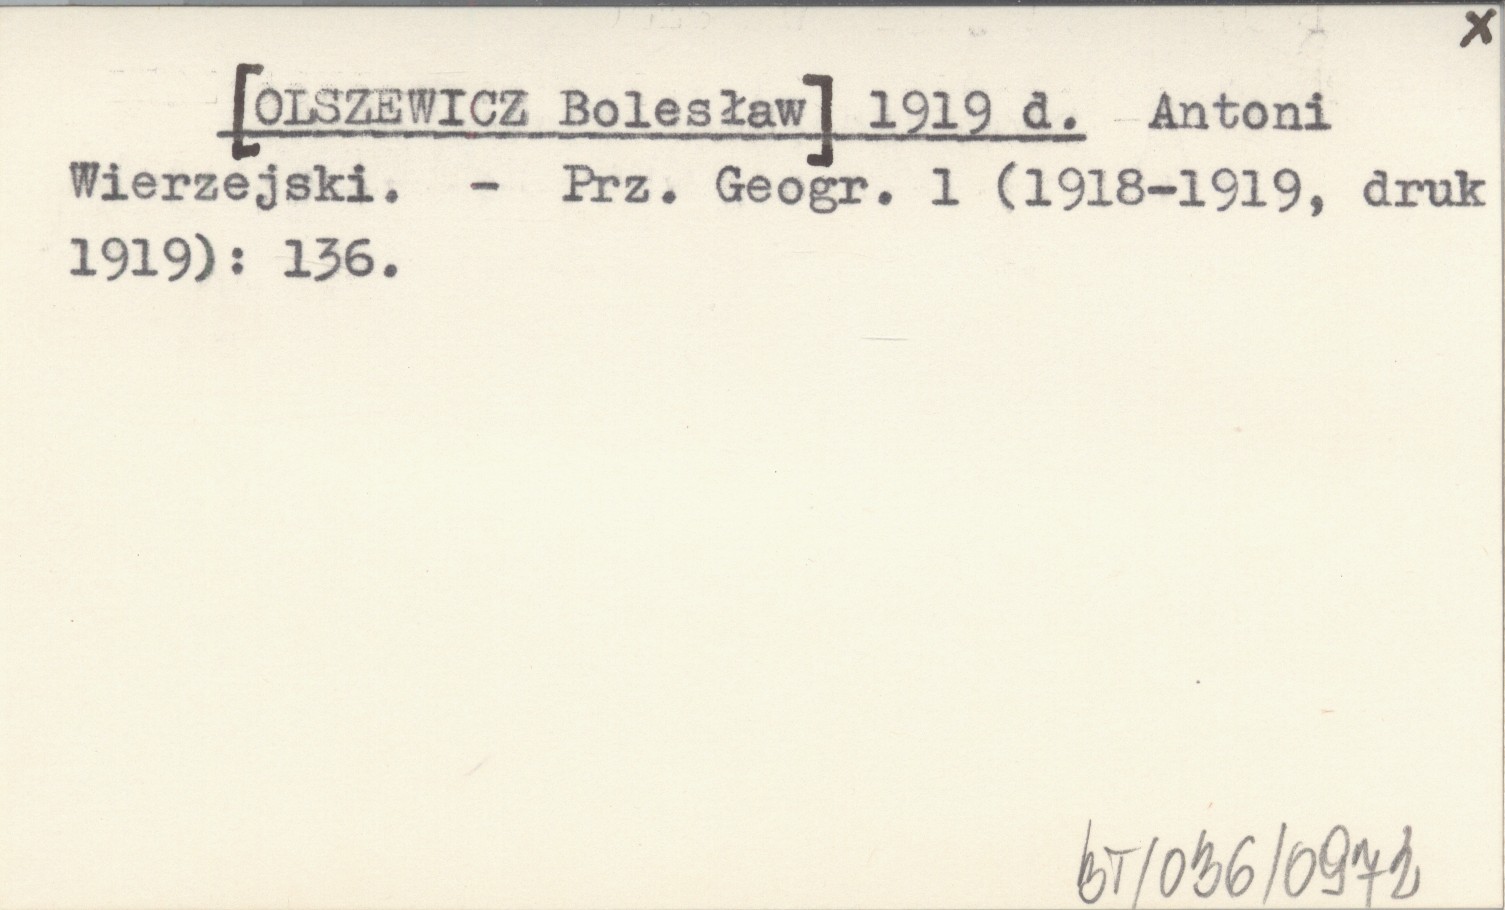 x
[OLSZEWICZ Bolesław] 1919 d. Antoni
Wierzejski. - Prz. Geogr. 1 (1918-1919, druk
1919): 136.
BT/036/0972